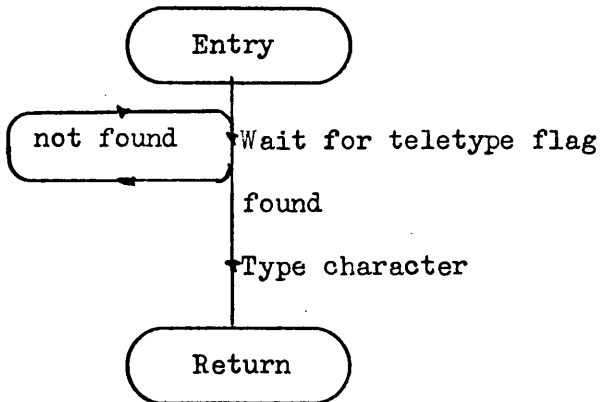 Entry
not found
Wait for teletype flag
found
Type character
Return